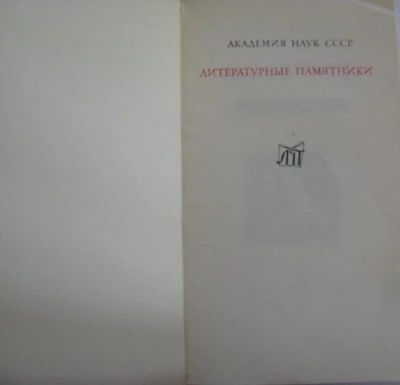 АКАДЕМИЯ НАУК СССР
ЛИТЕРАТУРНЫЕ ПАМЯТНИКИ
ЛП